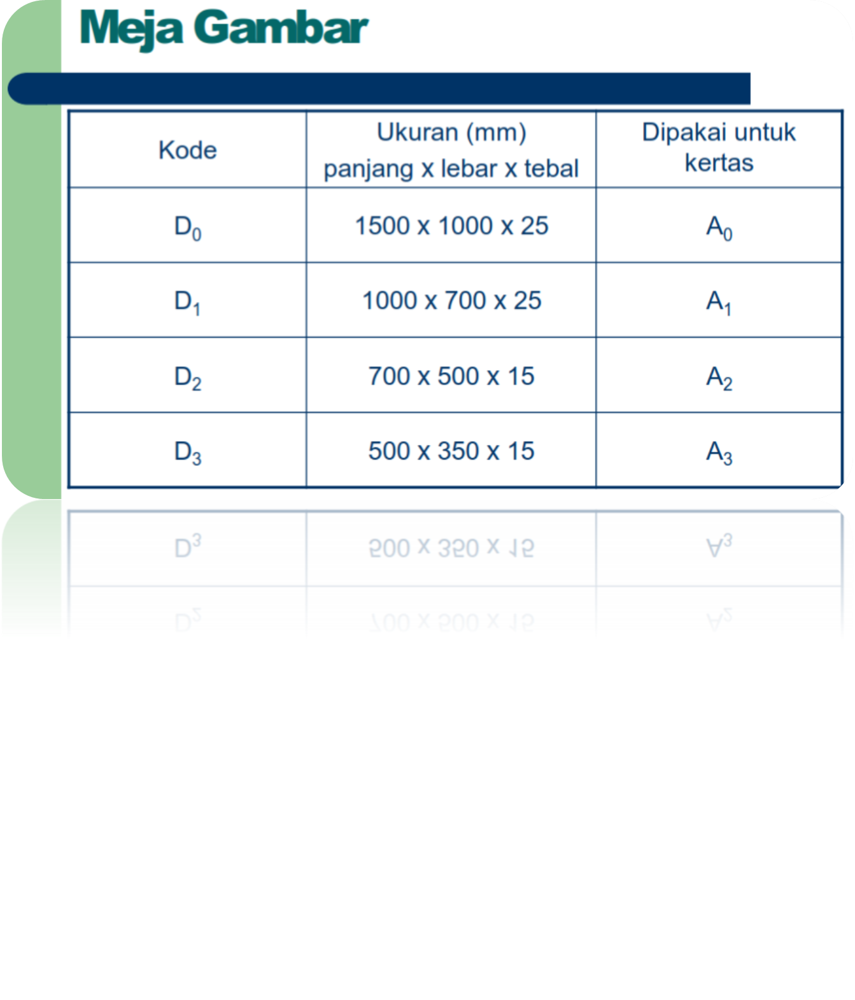 Meja Gambar
Kode
Ukuran (mm)
panjang x lebar x tebal
Dipakai untuk
kertas
D₀
1500 x 1000 x 25
A₀
D₁
1000 x 700 x 25
A₁
D₂
700 x 500 x 15
A₂
D₃
500 x 350 x 15
A₃